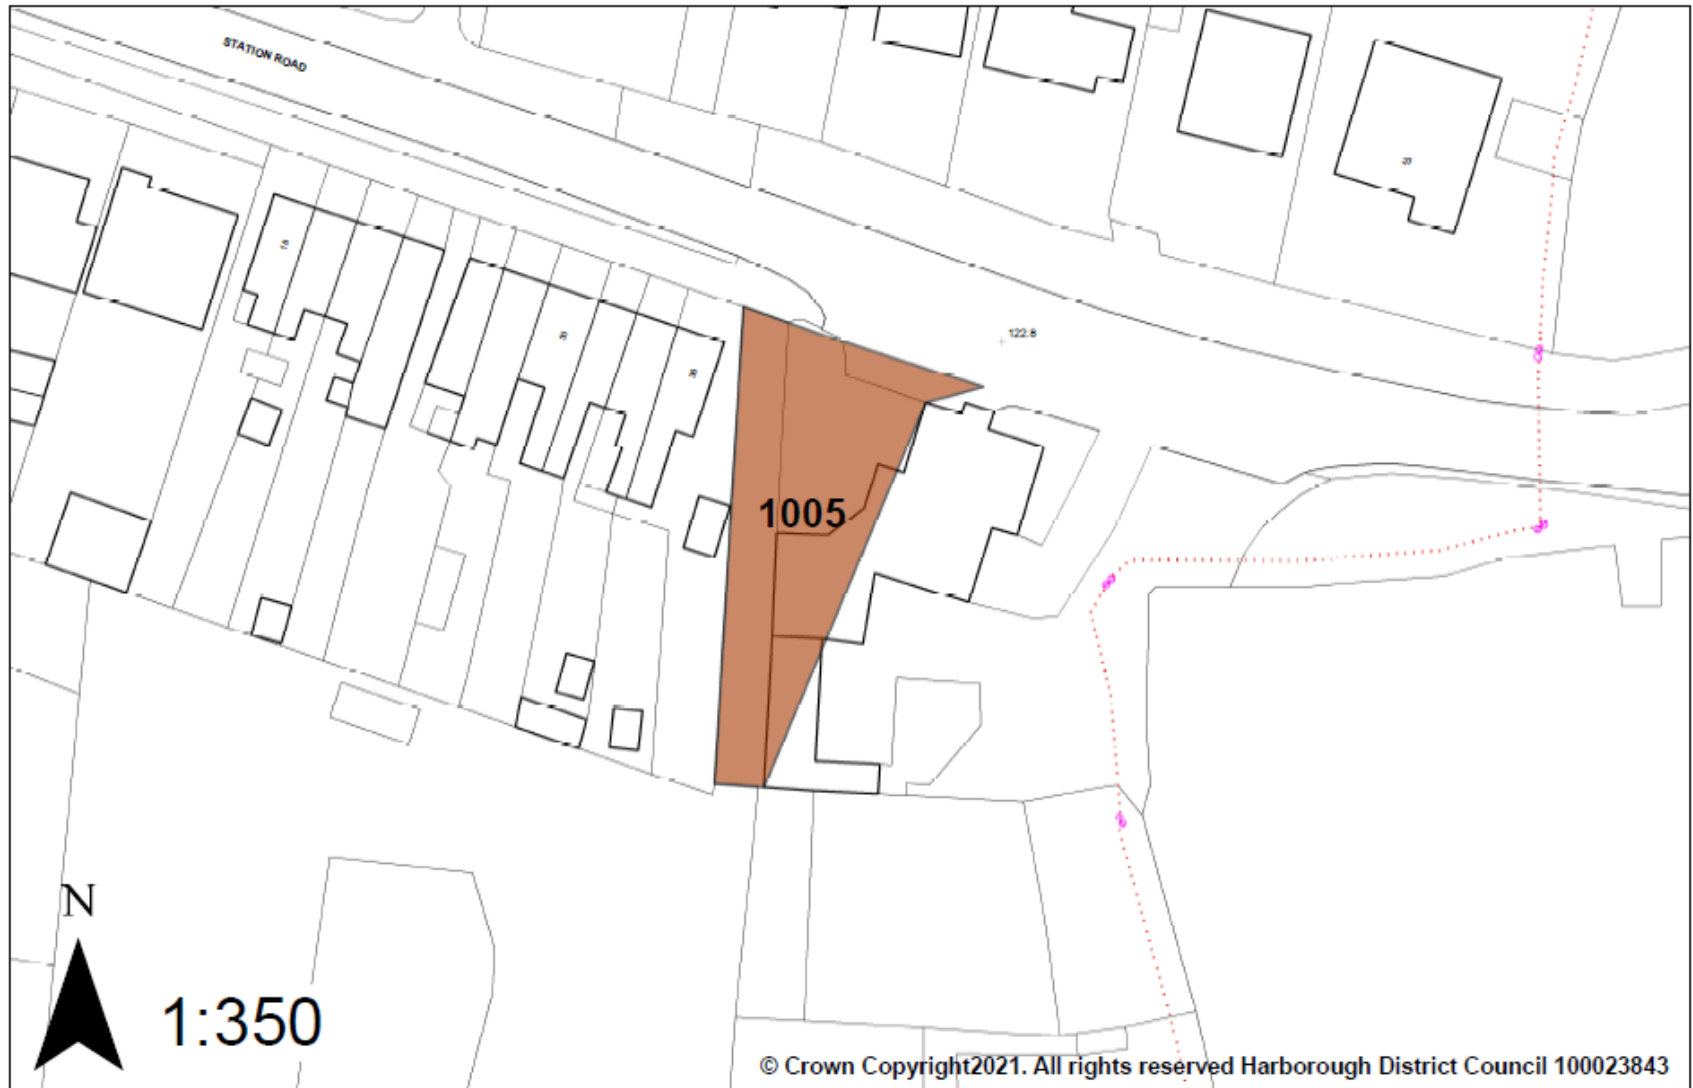 STATION ROAD
122.8
1005
N
1:350
© Crown Copyright2021. All rights reserved Harborough District Council 100023843